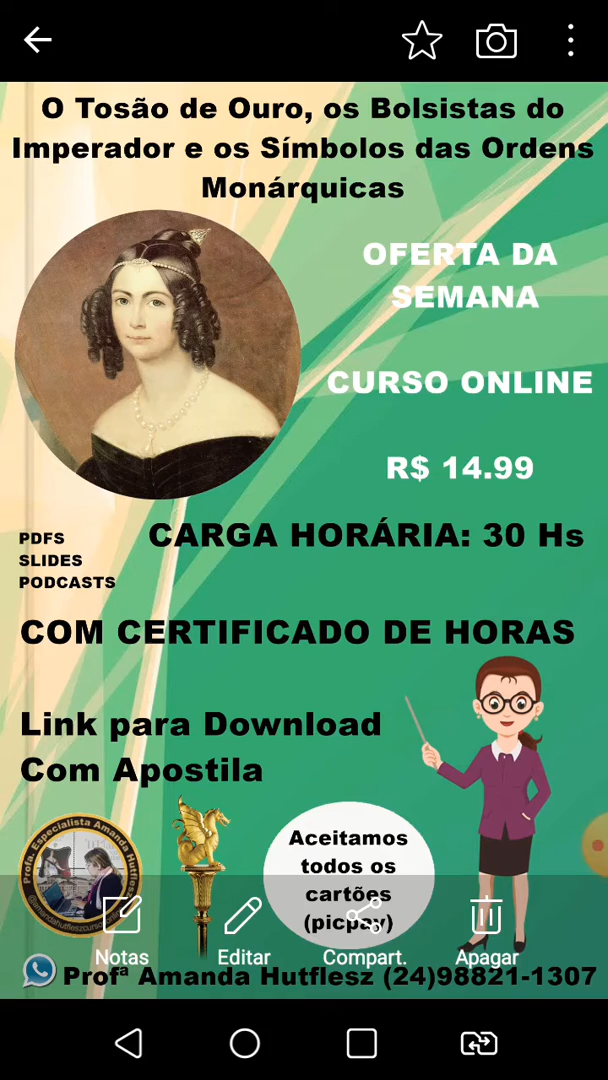 O Tosão de Ouro, os Bolsistas do
Imperador e os Símbolos das Ordens
Monárquicas
OFERTA DA
SEMANA
CURSO ONLINE
R$ 14.99
PDFS
SLIDES
PODCASTS
CARGA HORÁRIA: 30 Hs
COM CERTIFICADO DE HORAS
Link para Download
Com Apostila
Profa. Especialista Amanda Hutflesz
Aceitamos
todos os
cartões
(picpay)
Notas
Editar
Compart.
Apagar
Profª Amanda Hutflesz (24)98821-1307